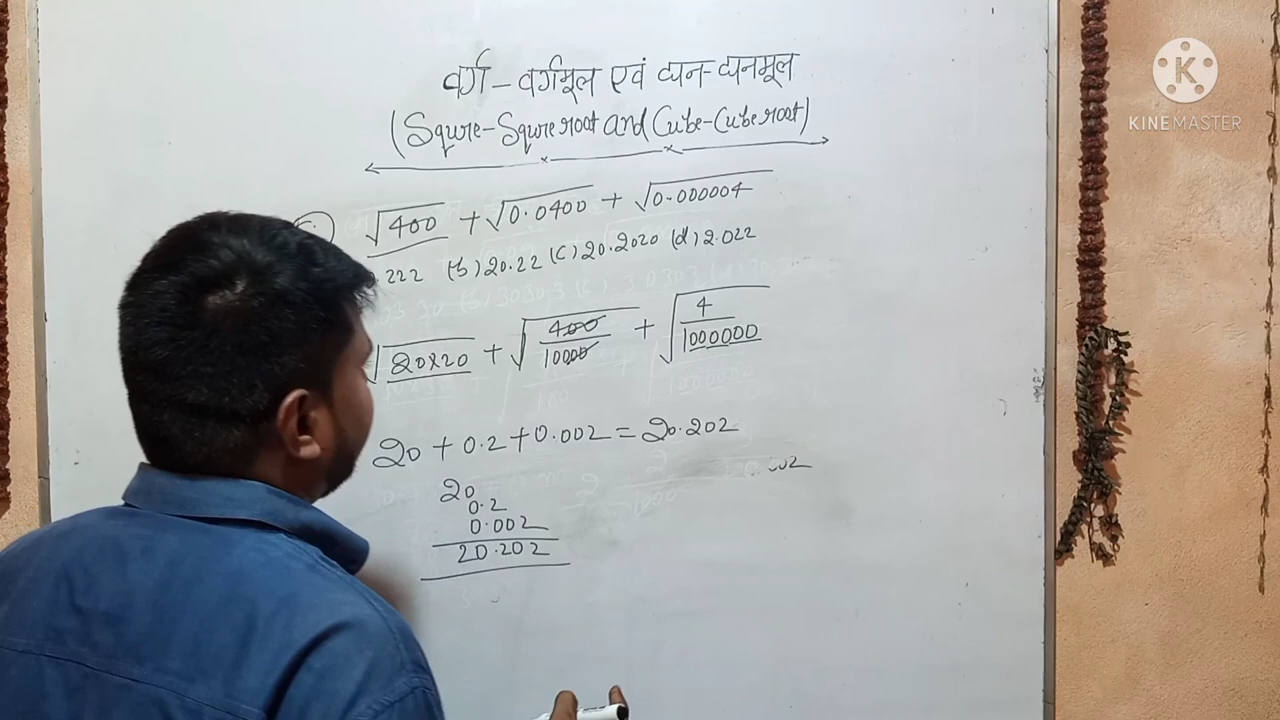 वर्ग - वर्गमूल एवं घन-घनमूल
(Squre-Squre root and Cube-Cube root)
√400 + √0.0400 + √0.000004
.222 (b) 20.22 (c) 20.2020 (d) 2.022
√20x20 + √400/10000 + √4/1000000
20 + 0.2 + 0.002 = 20.202
20
0.2
0.002
20.202
KINEMASTER